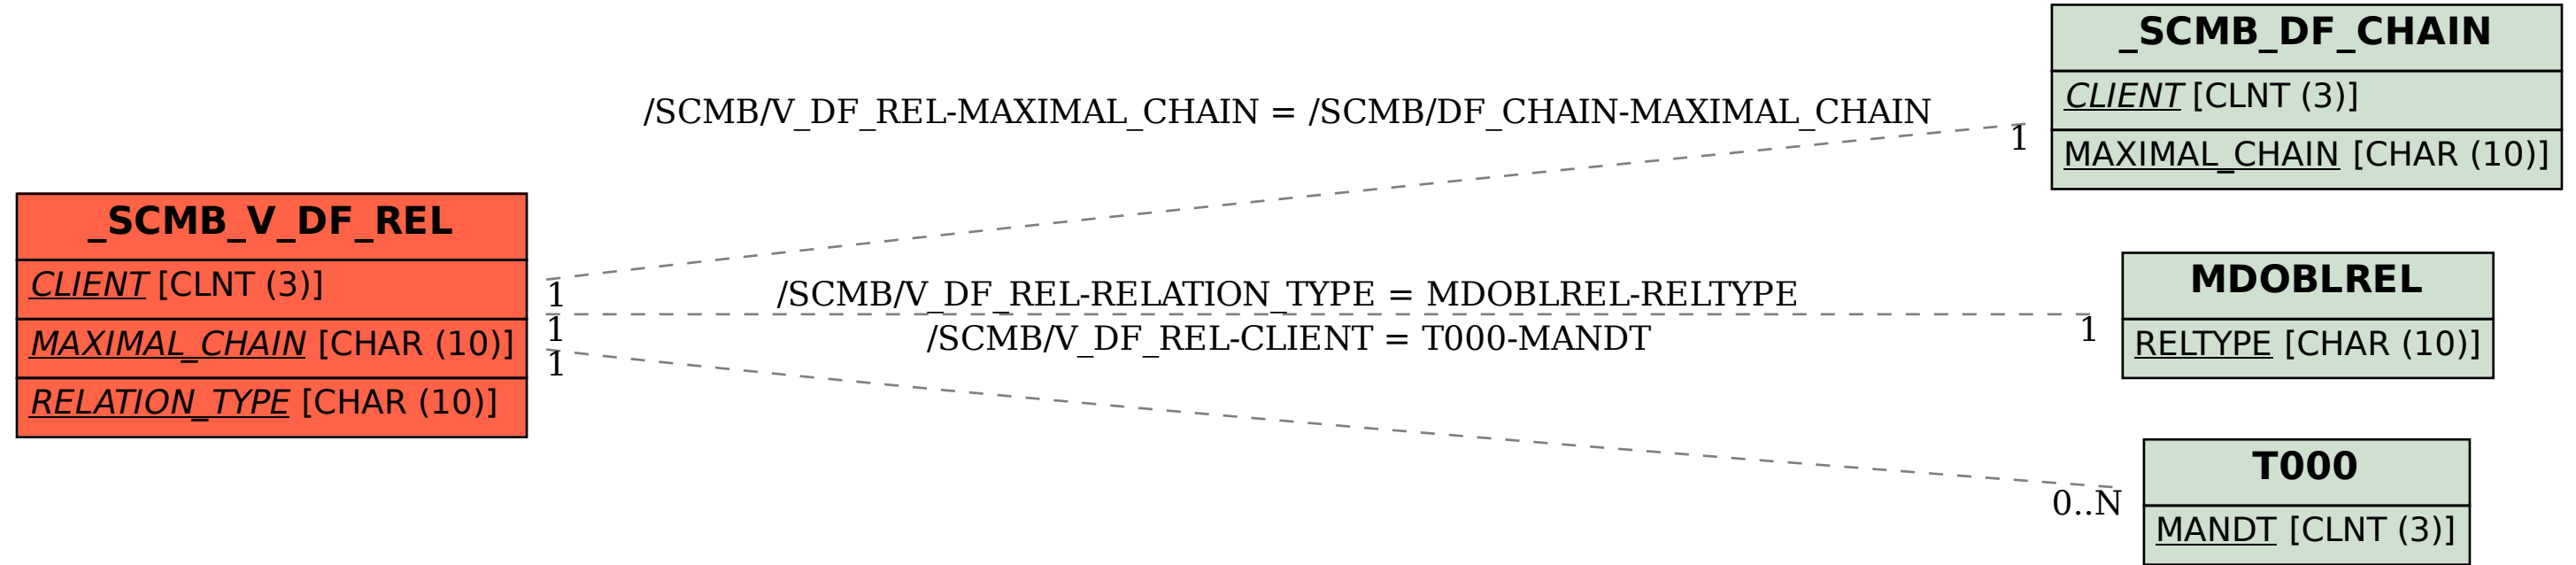 _SCMB_DF_CHAIN
CLIENT [CLNT (3)]
MAXIMAL_CHAIN [CHAR (10)]
/SCMB/V_DF_REL-MAXIMAL_CHAIN = /SCMB/DF_CHAIN-MAXIMAL_CHAIN
1
_SCMB_V_DF_REL
CLIENT [CLNT (3)]
MAXIMAL_CHAIN [CHAR (10)]
RELATION_TYPE [CHAR (10)]
1
1
1
/SCMB/V_DF_REL-RELATION_TYPE = MDOBLREL-RELTYPE
/SCMB/V_DF_REL-CLIENT = T000-MANDT
1
MDOBLREL
RELTYPE [CHAR (10)]
0..N
T000
MANDT [CLNT (3)]